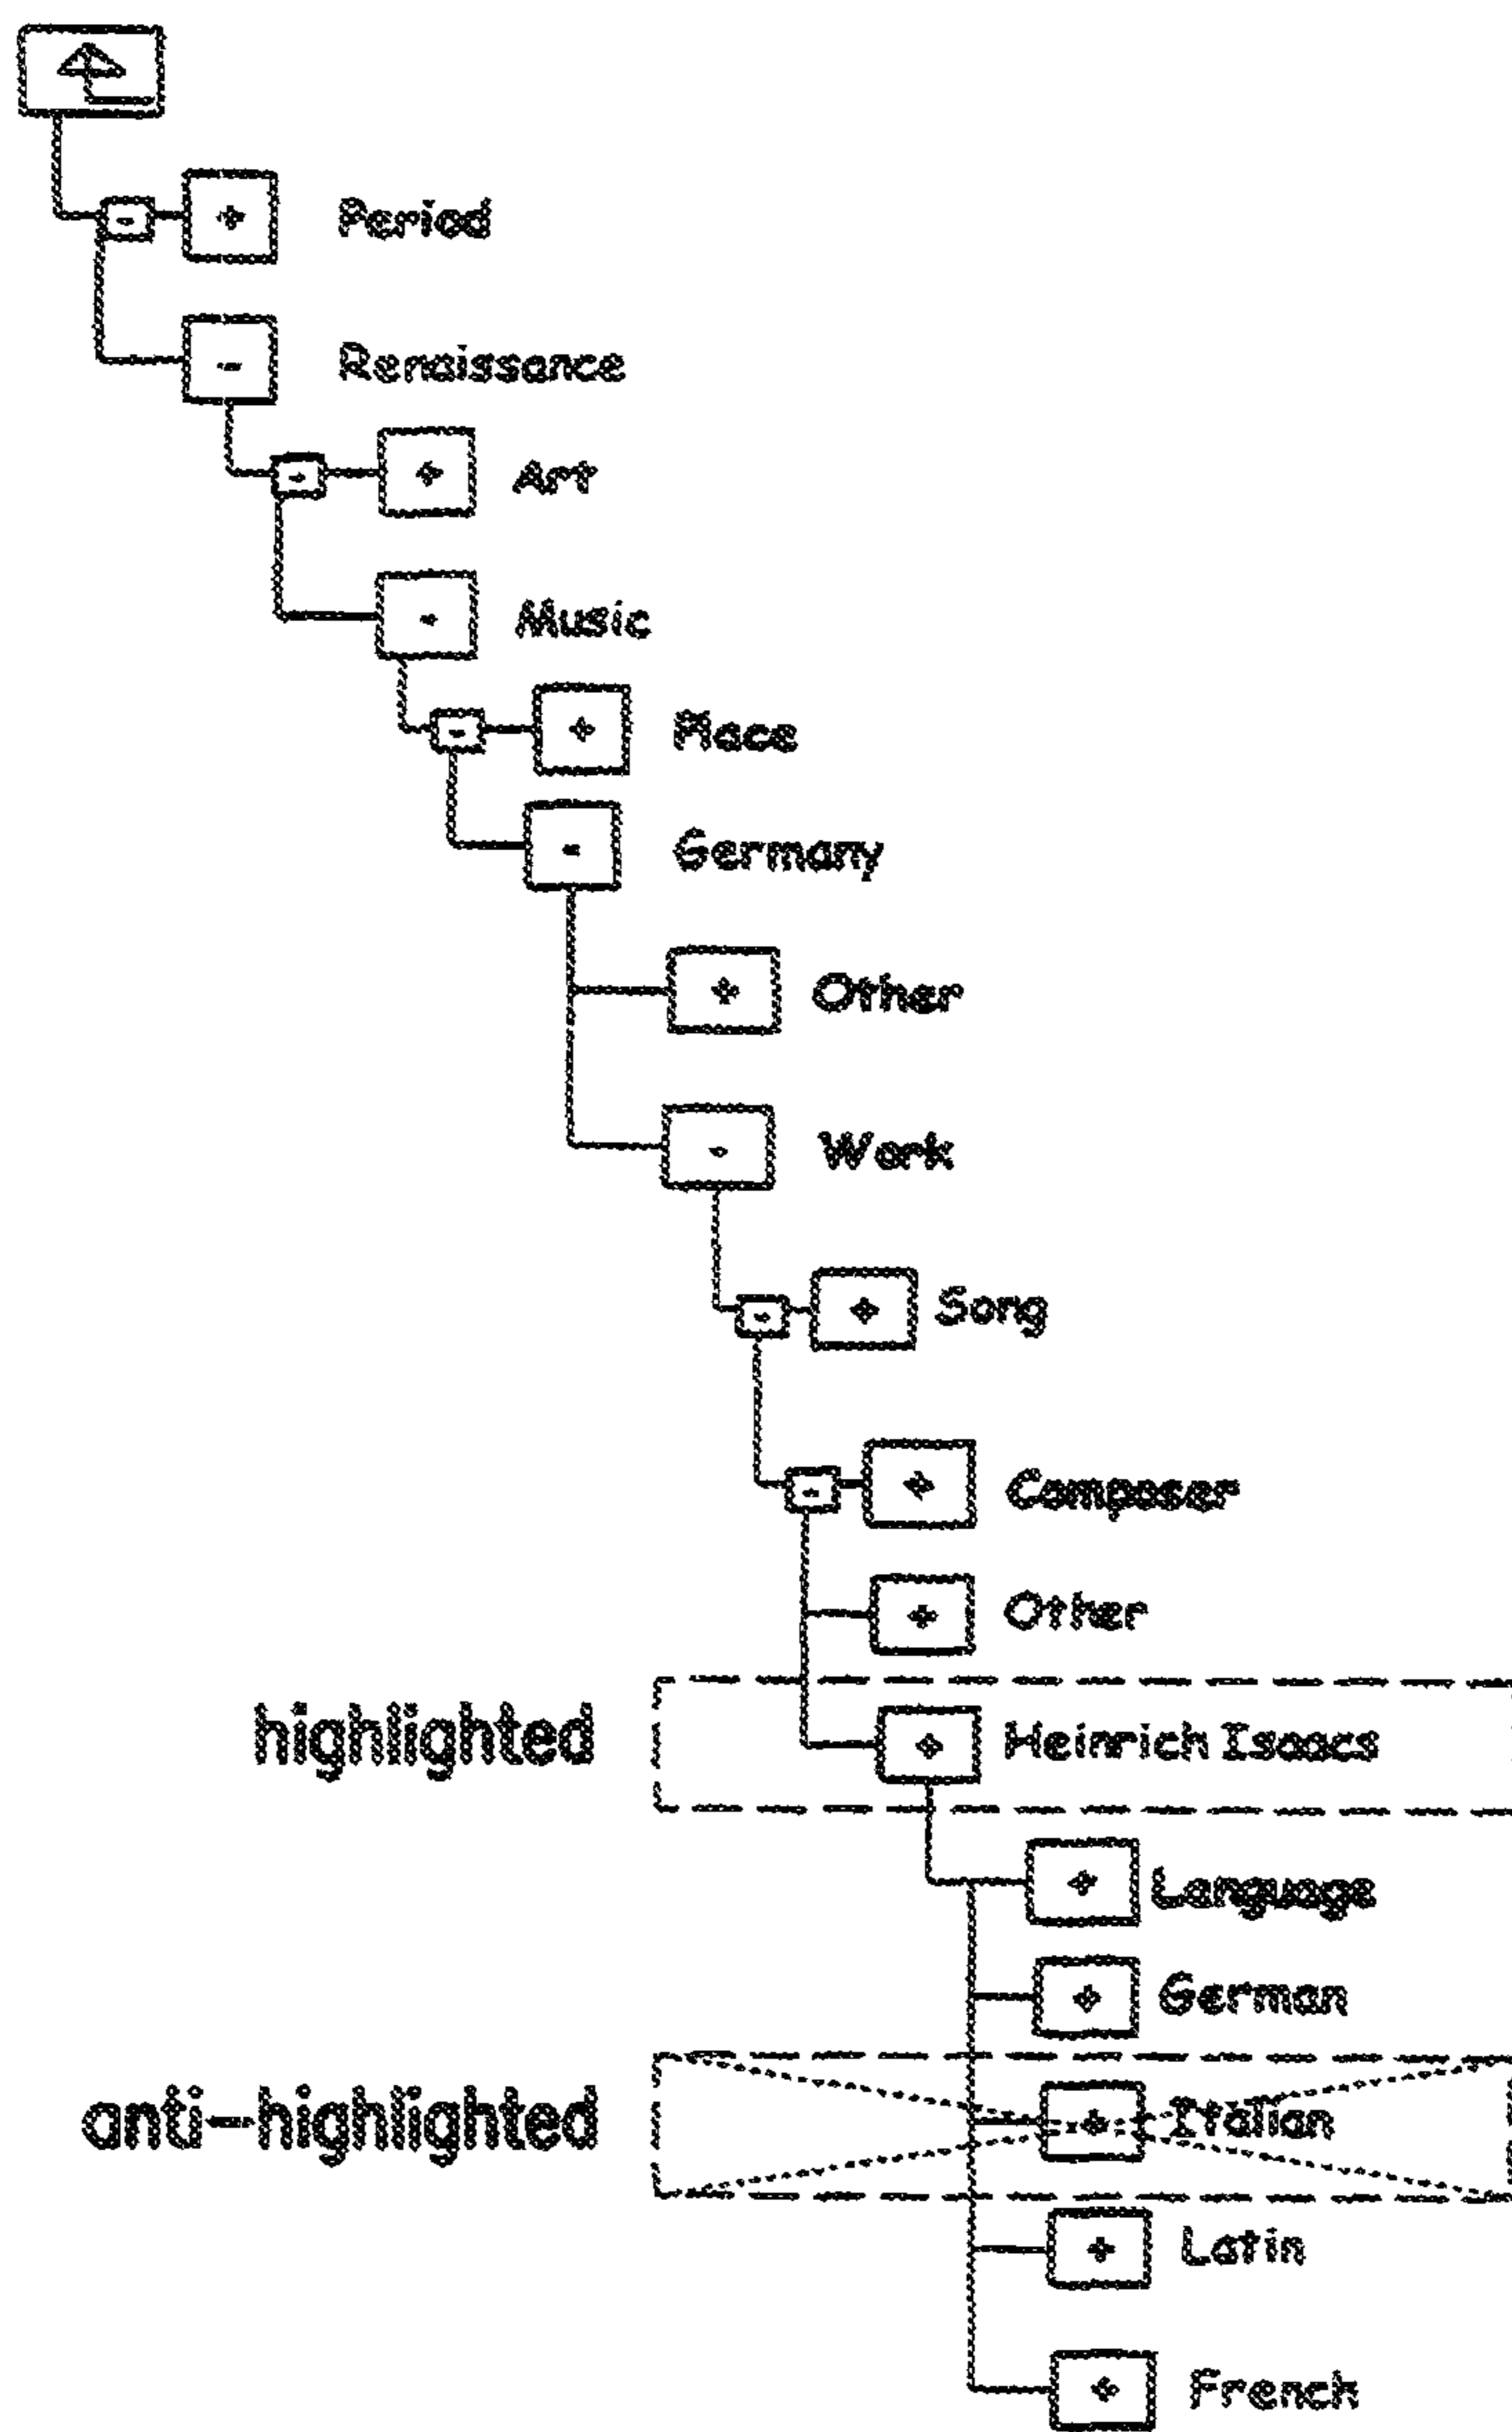 Period
Renaissance
Art
Music
Place
Germany
Other
Work
Song
Composer
Other
highlighted
Heinrich Isaacs
Language
German
anti-highlighted
Italian
Latin
French